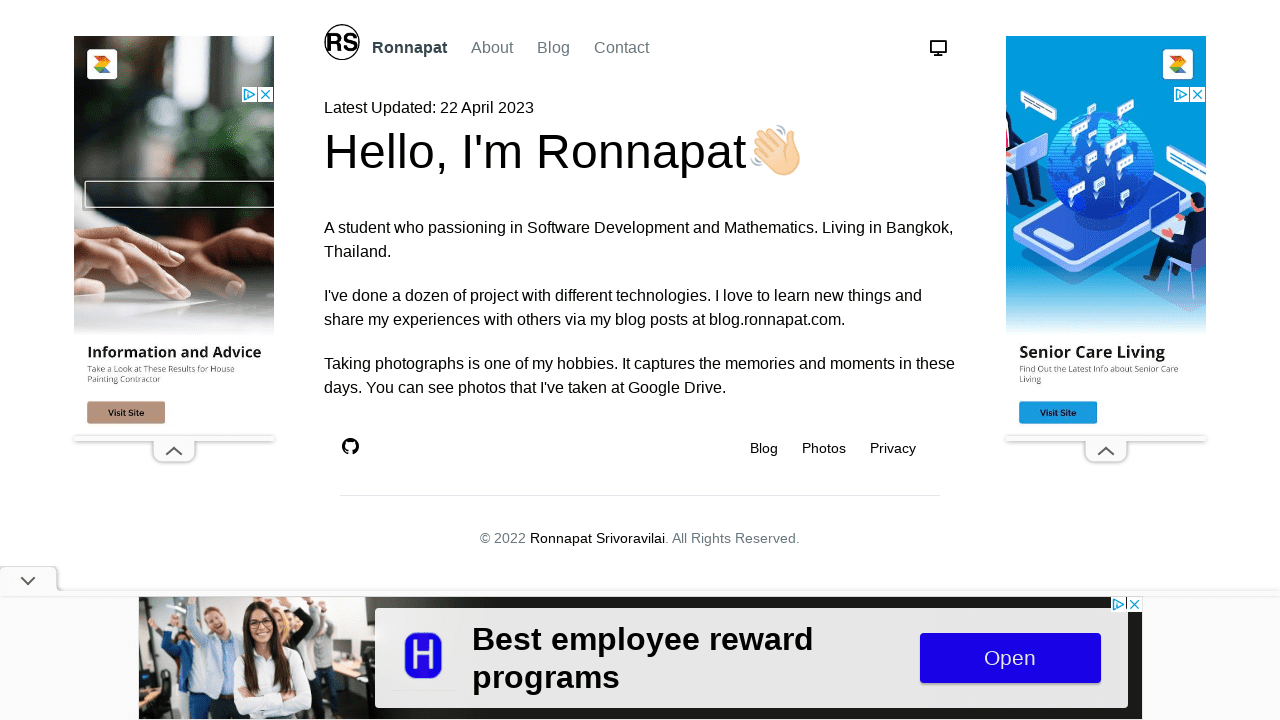 RS Ronnapat About Blog Contact
Latest Updated: 22 April 2023
Hello, I'm Ronnapat
A student who passioning in Software Development and Mathematics. Living in Bangkok,
Thailand.
I've done a dozen of project with different technologies. I love to learn new things and
share my experiences with others via my blog posts at blog.ronnapat.com.
Taking photographs is one of my hobbies. It captures the memories and moments in these
days. You can see photos that I've taken at Google Drive.
Blog Photos Privacy
© 2022 Ronnapat Srivoravilai. All Rights Reserved.
Information and Advice
Take a Look at These Results for House
Painting Contractor
Visit Site
Senior Care Living
Find Out the Latest Info about Senior Care
Living
Visit Site
H
Best employee reward
programs
Open